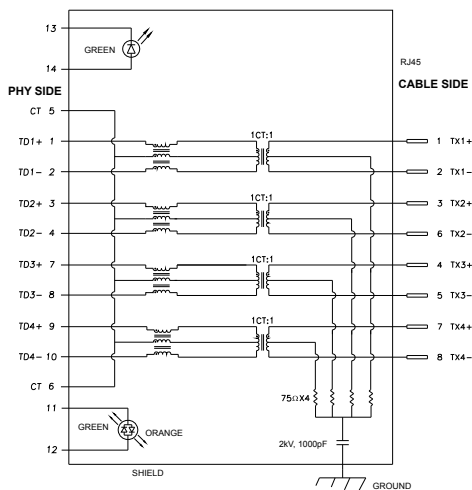 13
GREEN
14
RJ45
PHY SIDE
CABLE SIDE
CT 5
1CT:1
TD1+ 1
1 TX1+
TD1- 2
2 TX1-
1CT:1
TD2+ 3
3 TX2+
TD2- 4
6 TX2-
1CT:1
TD3+ 7
4 TX3+
TD3- 8
5 TX3-
1CT:1
TD4+ 9
7 TX4+
TD4- 10
8 TX4-
CT 6
75ΩX4
11
GREEN
ORANGE
2kV, 1000pF
12
SHIELD
GROUND